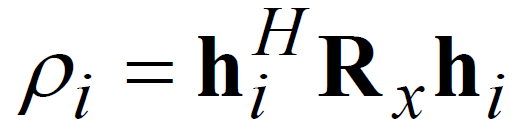 ρ_i = 𝐡_i^H 𝐑_x 𝐡_i